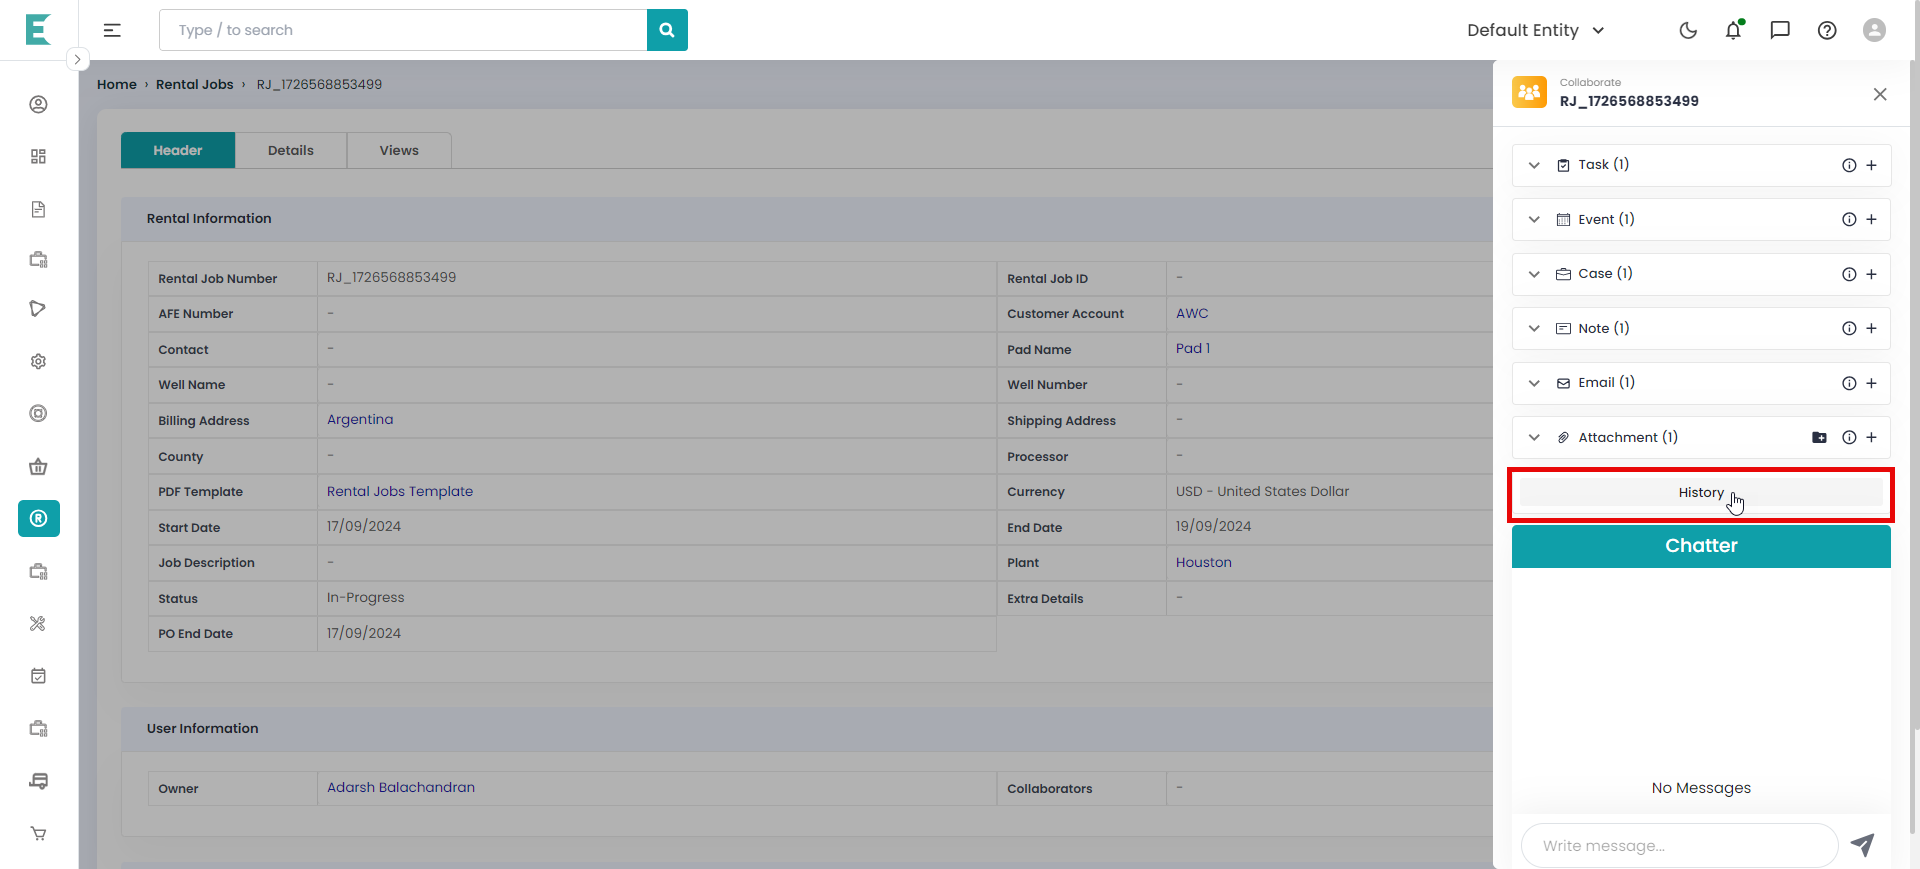 E
Type / to search
Default Entity
Home › Rental Jobs › RJ_1726568853499
Header
Details
Views
Rental Information
Rental Job Number RJ_1726568853499 Rental Job ID -
AFE Number - Customer Account AWC
Contact - Pad Name Pad 1
Well Name - Well Number -
Billing Address Argentina Shipping Address -
County - Processor -
PDF Template Rental Jobs Template Currency USD - United States Dollar
Start Date 17/09/2024 End Date 19/09/2024
Job Description - Plant Houston
Status In-Progress Extra Details -
PO End Date 17/09/2024
User Information
Owner Adarsh Balachandran Collaborators -
Collaborate
RJ_1726568853499
Task (1)
Event (1)
Case (1)
Note (1)
Email (1)
Attachment (1)
History
Chatter
No Messages
Write message...